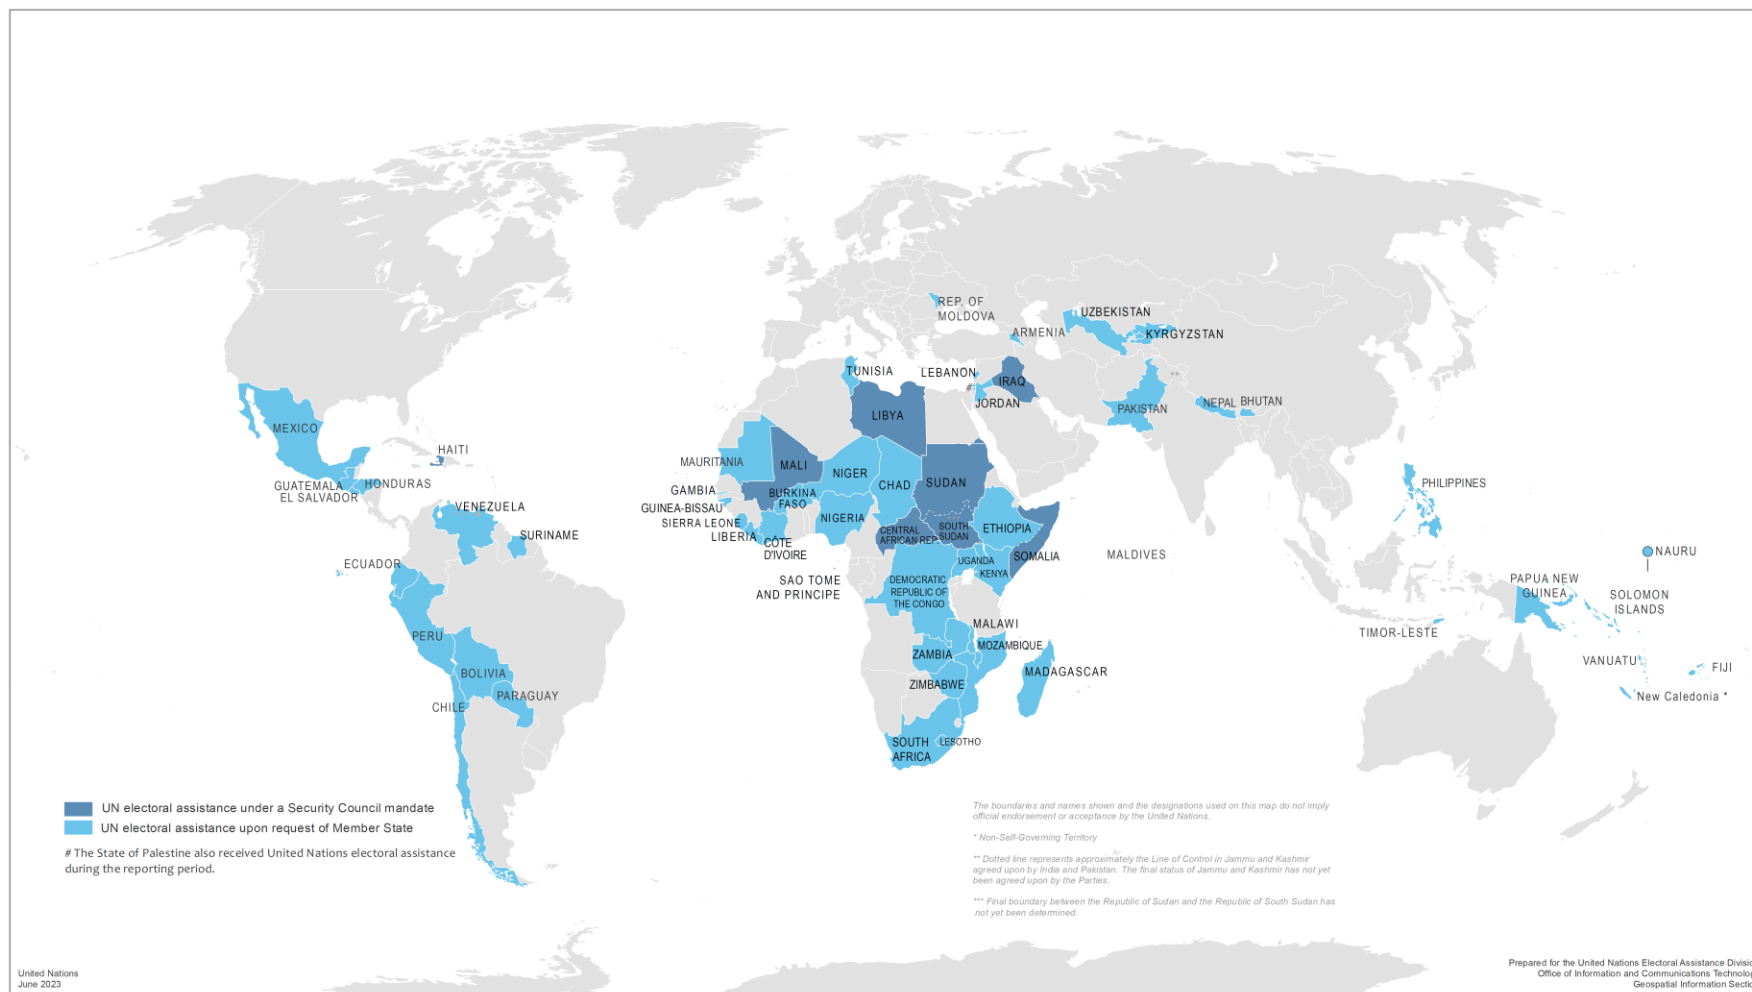 REP. OF
MOLDOVA
ARMENIA
UZBEKISTAN
KYRGYZSTAN
TUNISIA
LEBANON
#
IRAQ
JORDAN
**
LIBYA
PAKISTAN
NEPAL
BHUTAN
MEXICO
HAITI
GUATEMALA
HONDURAS
EL SALVADOR
VENEZUELA
SURINAME
ECUADOR
PERU
BOLIVIA
PARAGUAY
CHILE
MAURITANIA
MALI
NIGER
CHAD
SUDAN
GAMBIA
BURKINA
FASO
GUINEA-BISSAU
SIERRA LEONE
LIBERIA
CÔTE
D'IVOIRE
NIGERIA
CENTRAL
AFRICAN REP.
SOUTH
SUDAN
ETHIOPIA
SOMALIA
UGANDA
KENYA
SAO TOME
AND PRINCIPE
DEMOCRATIC
REPUBLIC OF
THE CONGO
MALAWI
ZAMBIA
MOZAMBIQUE
ZIMBABWE
MADAGASCAR
SOUTH
AFRICA
LESOTHO
MALDIVES
PHILIPPINES
NAURU
PAPUA NEW
GUINEA
SOLOMON
ISLANDS
TIMOR-LESTE
VANUATU
FIJI
New Caledonia *
UN electoral assistance under a Security Council mandate
UN electoral assistance upon request of Member State
# The State of Palestine also received United Nations electoral assistance
during the reporting period.
The boundaries and names shown and the designations used on this map do not imply
official endorsement or acceptance by the United Nations.
* Non-Self-Governing Territory
** Dotted line represents approximately the Line of Control in Jammu and Kashmir
agreed upon by India and Pakistan. The final status of Jammu and Kashmir has not yet
been agreed upon by the Parties.
*** Final boundary between the Republic of Sudan and the Republic of South Sudan has
not yet been determined.
United Nations
June 2023
Prepared for the United Nations Electoral Assistance Divisio
Office of Information and Communications Technolog
Geospatial Information Sectio